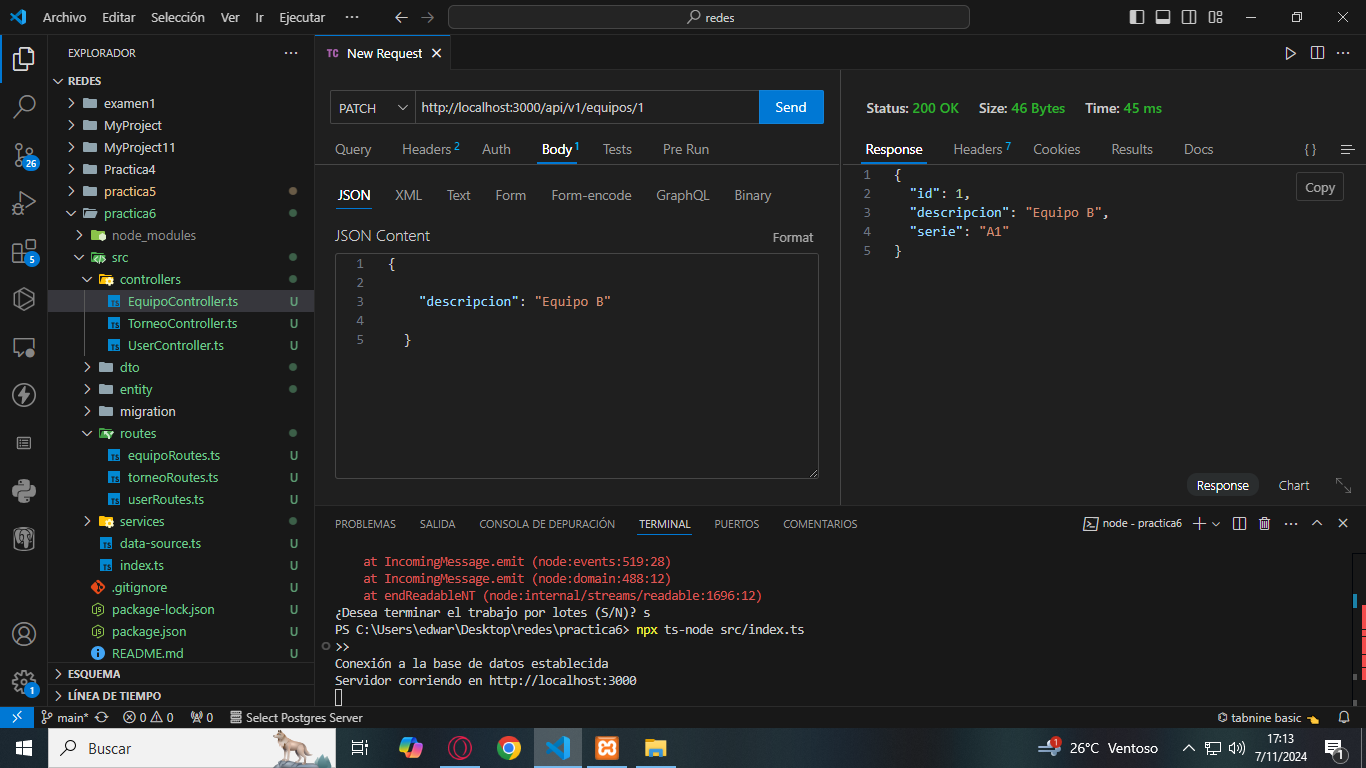 Archivo Editar Selección Ver Ir Ejecutar ··· redes
EXPLORADOR ···
REDES
examen1
MyProject
MyProject11
Practica4
practica5
practica6
node_modules
src
controllers
TS EquipoController.ts U
TS TorneoController.ts U
TS UserController.ts U
dto
entity
migration
routes
TS equipoRoutes.ts U
TS torneoRoutes.ts U
TS userRoutes.ts U
services
TS data-source.ts U
TS index.ts U
.gitignore U
package-lock.json U
package.json U
README.md U
ESQUEMA
LÍNEA DE TIEMPO
26
5
1
TC New Request
PATCH http://localhost:3000/api/v1/equipos/1 Send
Query Headers 2 Auth Body 1 Tests Pre Run
JSON XML Text Form Form-encode GraphQL Binary
JSON Content Format
1 {
2
3 "descripcion": "Equipo B"
4
5 }
Status: 200 OK Size: 46 Bytes Time: 45 ms
Response Headers 7 Cookies Results Docs { }
1 {
2 "id": 1,
3 "descripcion": "Equipo B",
4 "serie": "A1"
5 }
Copy
Response Chart
PROBLEMS SALIDA CONSOLA DE DEPURACIÓN TERMINAL PUERTOS COMENTARIOS node - practica6 ···
at IncomingMessage.emit (node:events:519:28)
at IncomingMessage.emit (node:domain:488:12)
at endReadableNT (node:internal/streams/readable:1696:12)
¿Desea terminar el trabajo por lotes (S/N)? s
PS C:\Users\edwar\Desktop\redes\practica6> npx ts-node src/index.ts
>>
Conexión a la base de datos establecida
Servidor corriendo en http://localhost:3000
main* 0 0 0 Select Postgres Server tabnine basic
Buscar 1 26°C Ventoso 17:13
7/11/2024 1